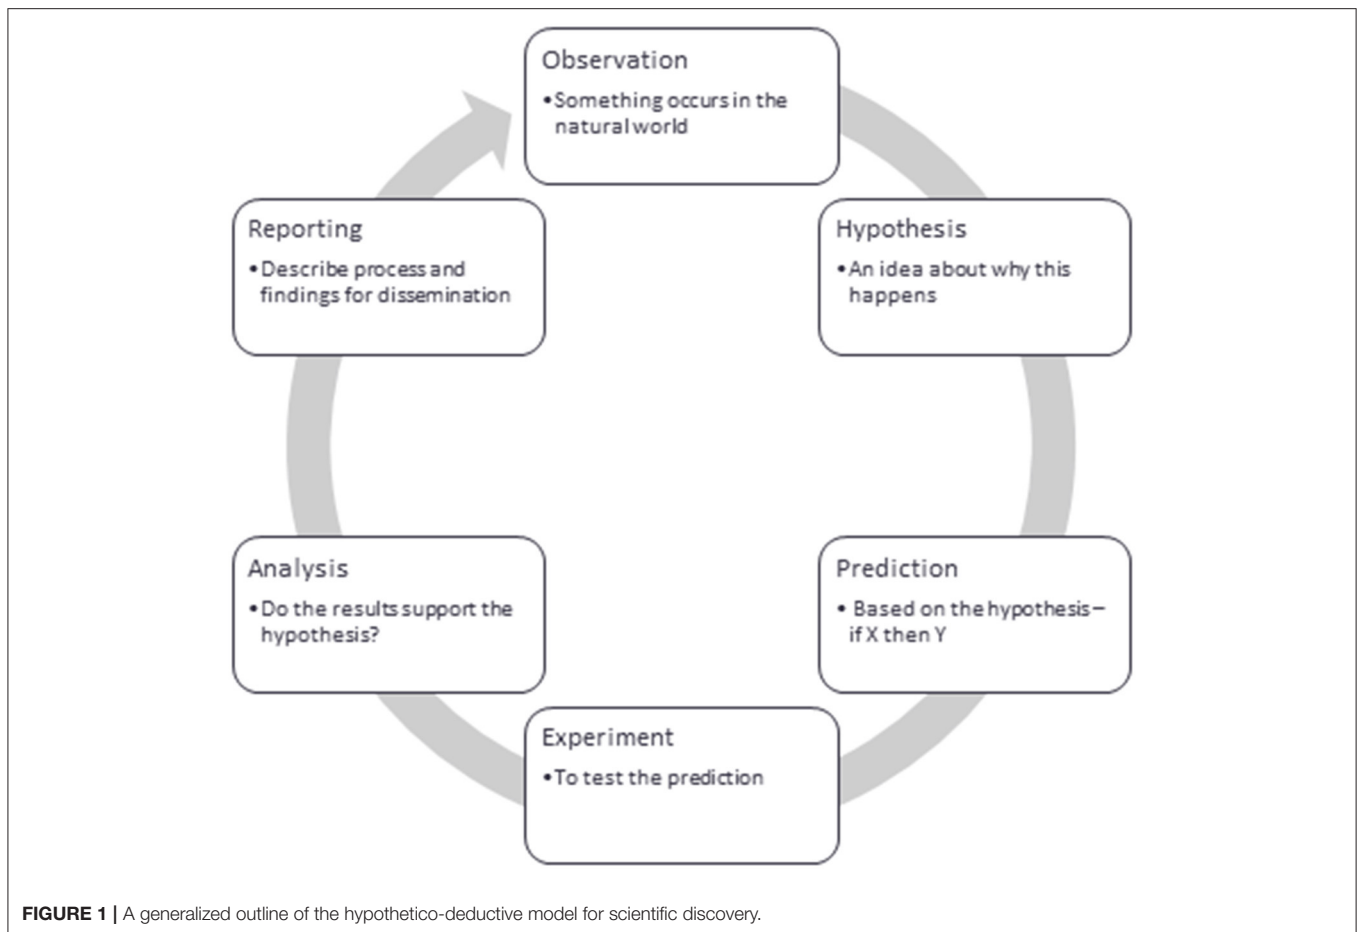 Observation
•Something occurs in the
natural world
Hypothesis
•An idea about why this
happens
Prediction
• Based on the hypothesis–
if X then Y
Experiment
•To test the prediction
Analysis
•Do the results support the
hypothesis?
Reporting
•Describe process and
findings for dissemination
FIGURE 1 | A generalized outline of the hypothetico-deductive model for scientific discovery.